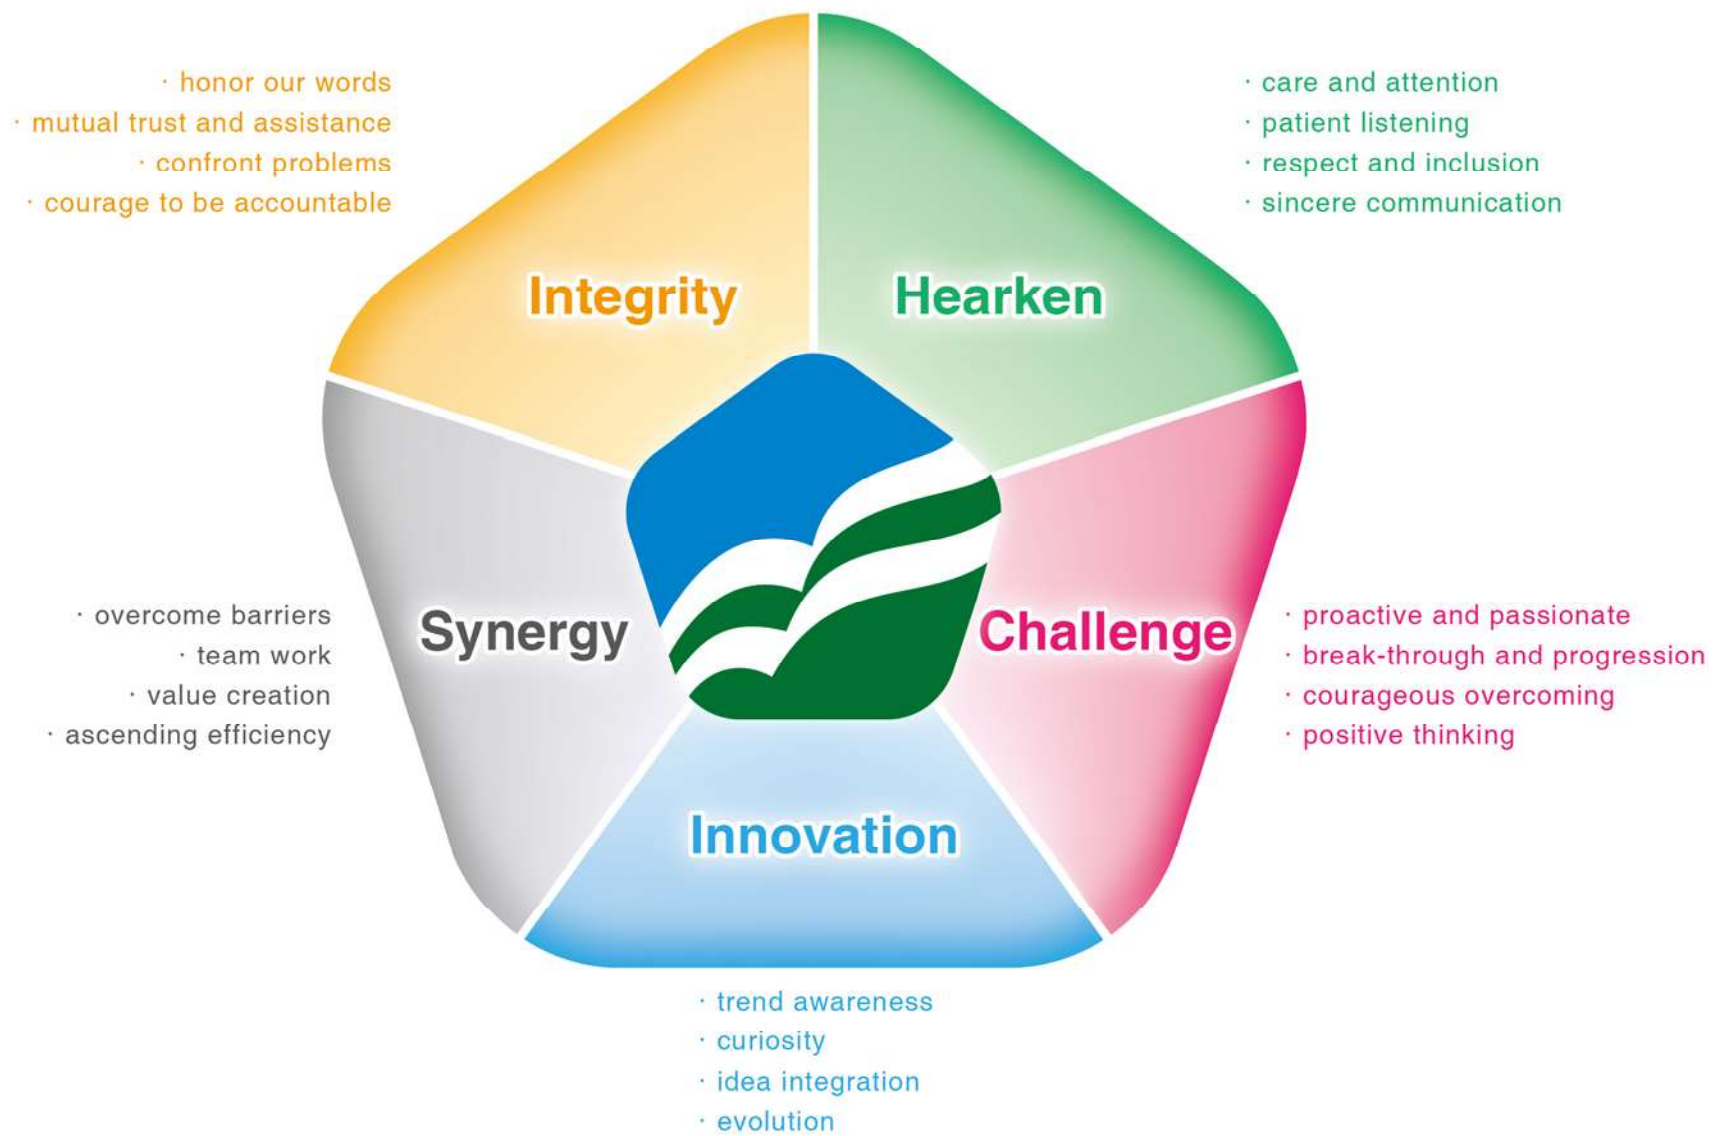 · honor our words
· mutual trust and assistance
· confront problems
· courage to be accountable
· care and attention
· patient listening
· respect and inclusion
· sincere communication
Integrity
Hearken
· overcome barriers
· team work
· value creation
· ascending efficiency
Synergy
Challenge
· proactive and passionate
· break-through and progression
· courageous overcoming
· positive thinking
Innovation
· trend awareness
· curiosity
· idea integration
· evolution